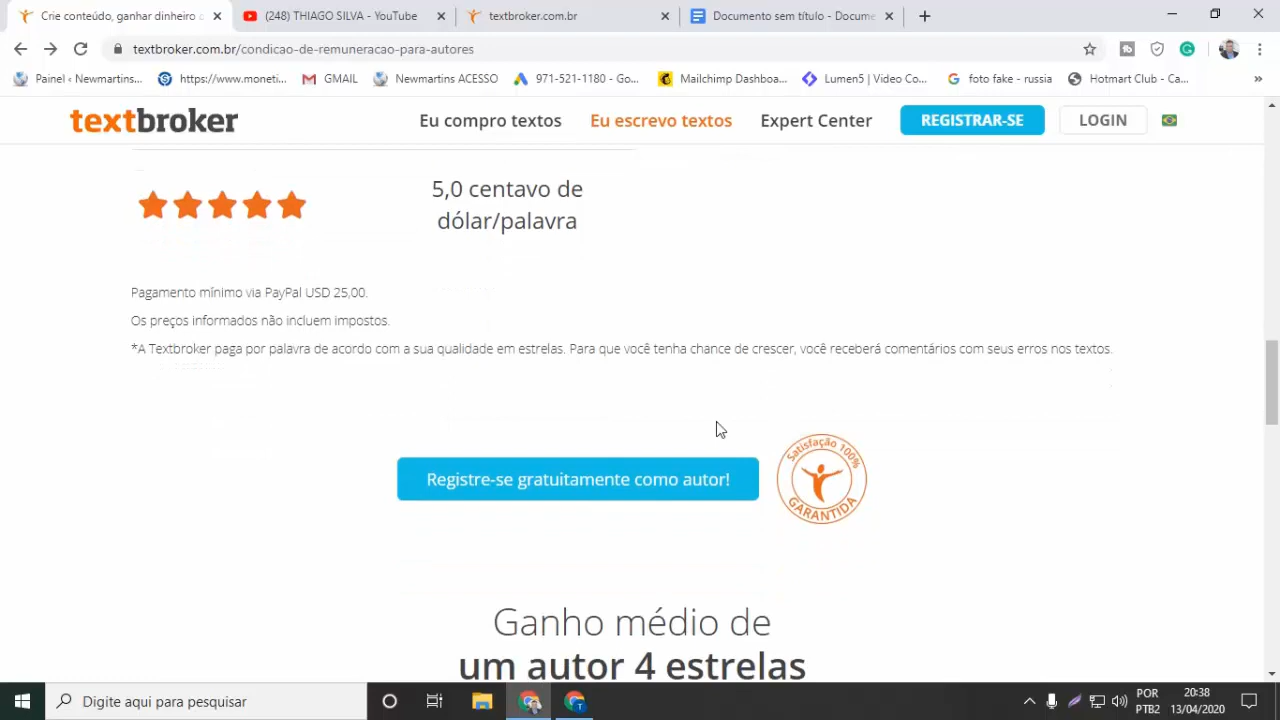 Crie conteúdo, ganhar dinheiro
(248) THIAGO SILVA - YouTube
textbroker.com.br
Documento sem título - Docume
textbroker.com.br/condicao-de-remuneracao-para-autores
Painel ‹ Newmartins...
https://www.moneti...
GMAIL
Newmartins ACESSO
971-521-1180 - Go...
Mailchimp Dashboa...
Lumen5 | Video Co...
foto fake - russia
Hotmart Club - Ca...
»
textbroker
Eu compro textos
Eu escrevo textos
Expert Center
REGISTRAR-SE
LOGIN
5,0 centavo de
dólar/palavra
Pagamento mínimo via PayPal USD 25,00.
Os preços informados não incluem impostos.
*A Textbroker paga por palavra de acordo com a sua qualidade em estrelas. Para que você tenha chance de crescer, você receberá comentários com seus erros nos textos.
Registre-se gratuitamente como autor!
Satisfação 100%
GARANTIDA
Ganho médio de
um autor 4 estrelas
Digite aqui para pesquisar
POR
PTB2
20:38
13/04/2020